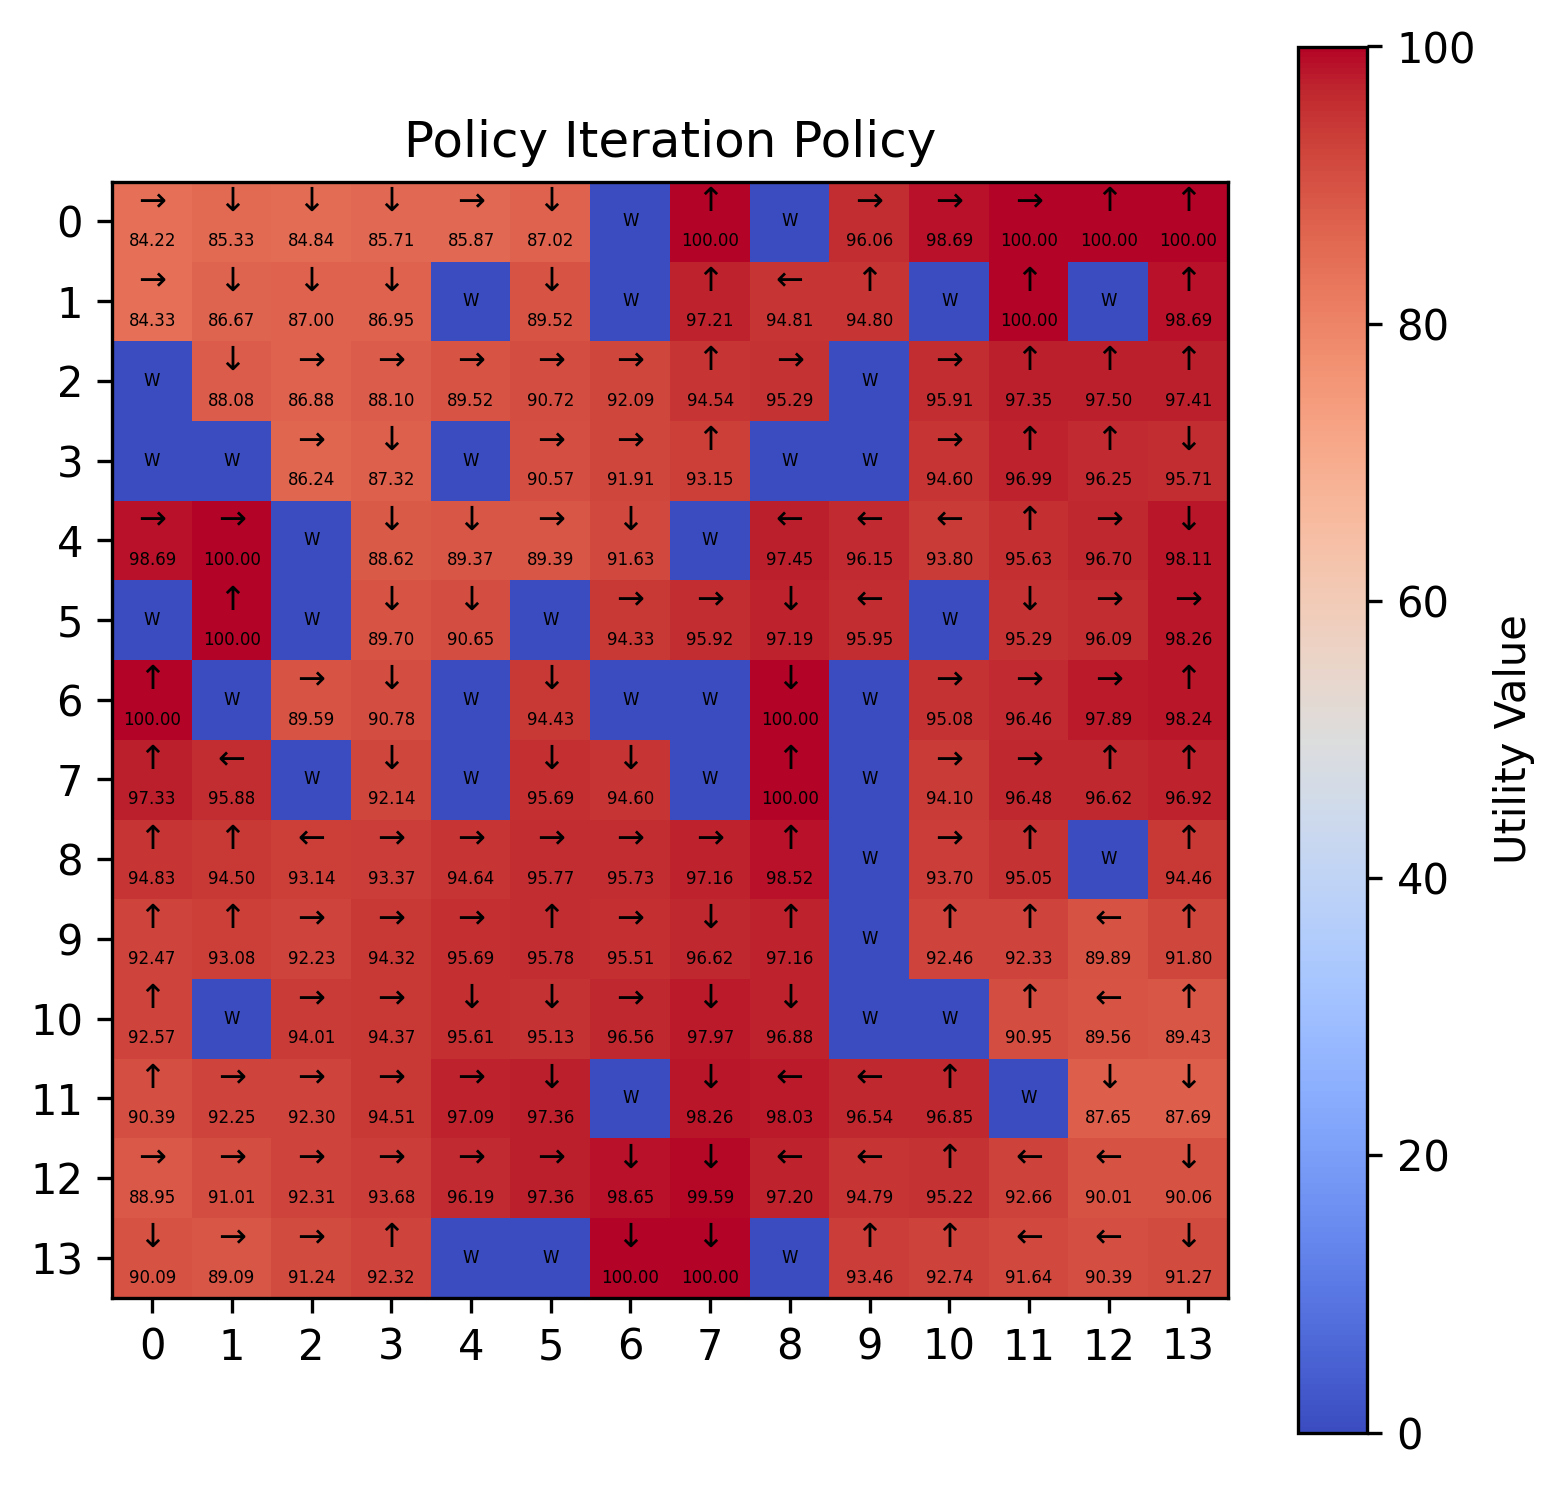 Policy Iteration Policy
0 → 84.22 ↓ 85.33 ↓ 84.84 ↓ 85.71 → 85.87 ↓ 87.02 W ↑ 100.00 W → 96.06 → 98.69 → 100.00 ↑ 100.00 ↑ 100.00
1 → 84.33 ↓ 86.67 ↓ 87.00 ↓ 86.95 W ↓ 89.52 W ↑ 97.21 ← 94.81 ↑ 94.80 W ↑ 100.00 W ↑ 98.69
2 W ↓ 88.08 → 86.88 → 88.10 → 89.52 → 90.72 → 92.09 ↑ 94.54 → 95.29 W → 95.91 ↑ 97.35 ↑ 97.50 ↑ 97.41
3 W W → 86.24 ↓ 87.32 W → 90.57 → 91.91 ↑ 93.15 W W → 94.60 ↑ 96.99 ↑ 96.25 ↓ 95.71
4 → 98.69 → 100.00 W ↓ 88.62 ↓ 89.37 → 89.39 ↓ 91.63 W ← 97.45 ← 96.15 ← 93.80 ↑ 95.63 → 96.70 ↓ 98.11
5 W ↑ 100.00 W ↓ 89.70 ↓ 90.65 W → 94.33 → 95.92 ↓ 97.19 ← 95.95 W ↓ 95.29 → 96.09 → 98.26
6 ↑ 100.00 W → 89.59 ↓ 90.78 W ↓ 94.43 W W ↓ 100.00 W → 95.08 → 96.46 → 97.89 ↑ 98.24
7 ↑ 97.33 ← 95.88 W ↓ 92.14 W ↓ 95.69 ↓ 94.60 W ↑ 100.00 W → 94.10 → 96.48 ↑ 96.62 ↑ 96.92
8 ↑ 94.83 ↑ 94.50 ← 93.14 → 93.37 → 94.64 → 95.77 → 95.73 → 97.16 ↑ 98.52 W → 93.70 ↑ 95.05 W ↑ 94.46
9 ↑ 92.47 ↑ 93.08 → 92.23 → 94.32 → 95.69 ↑ 95.78 → 95.51 ↓ 96.62 ↑ 97.16 W ↑ 92.46 ↑ 92.33 ← 89.89 ↑ 91.80
10 ↑ 92.57 W → 94.01 → 94.37 ↓ 95.61 ↓ 95.13 → 96.56 ↓ 97.97 ↓ 96.88 W W ↑ 90.95 ← 89.56 ↑ 89.43
11 ↑ 90.39 → 92.25 → 92.30 → 94.51 → 97.09 ↓ 97.36 W ↓ 98.26 ← 98.03 ← 96.54 ↑ 96.85 W ↓ 87.65 ↓ 87.69
12 → 88.95 → 91.01 → 92.31 → 93.68 → 96.19 → 97.36 ↓ 98.65 ↓ 99.59 ← 97.20 ← 94.79 ↑ 95.22 ← 92.66 ← 90.01 ↓ 90.06
13 ↓ 90.09 → 89.09 → 91.24 ↑ 92.32 W W ↓ 100.00 ↓ 100.00 W ↑ 93.46 ↑ 92.74 ← 91.64 ← 90.39 ↓ 91.27
0 1 2 3 4 5 6 7 8 9 10 11 12 13
100
80
60
40
20
0
Utility Value